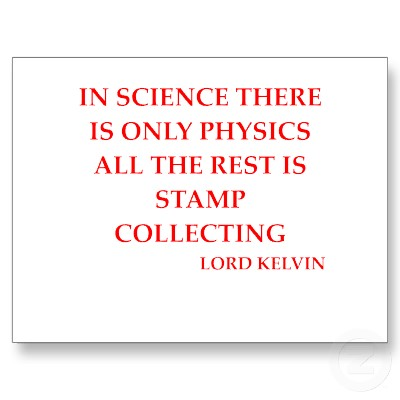 IN SCIENCE THERE
IS ONLY PHYSICS
ALL THE REST IS
STAMP
COLLECTING
LORD KELVIN